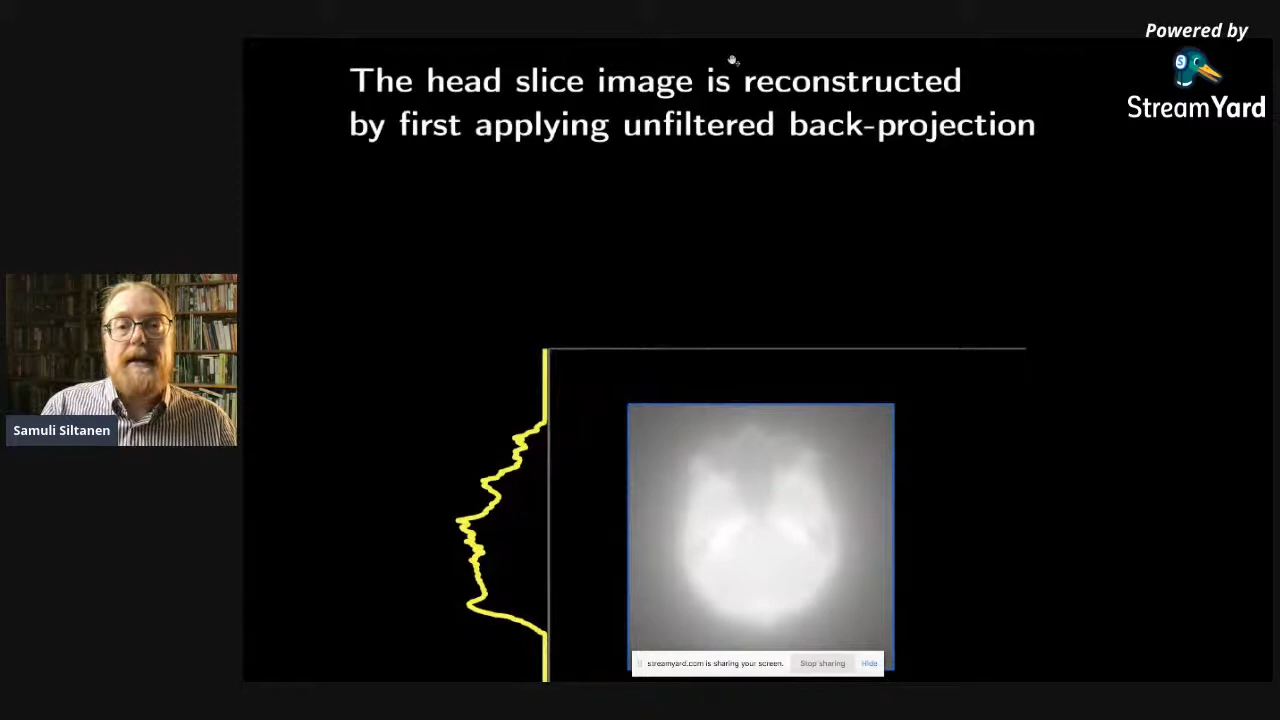 Powered by
StreamYard
The head slice image is reconstructed
by first applying unfiltered back-projection
Samuli Siltanen
streamyard.com is sharing your screen.
Stop sharing
Hide